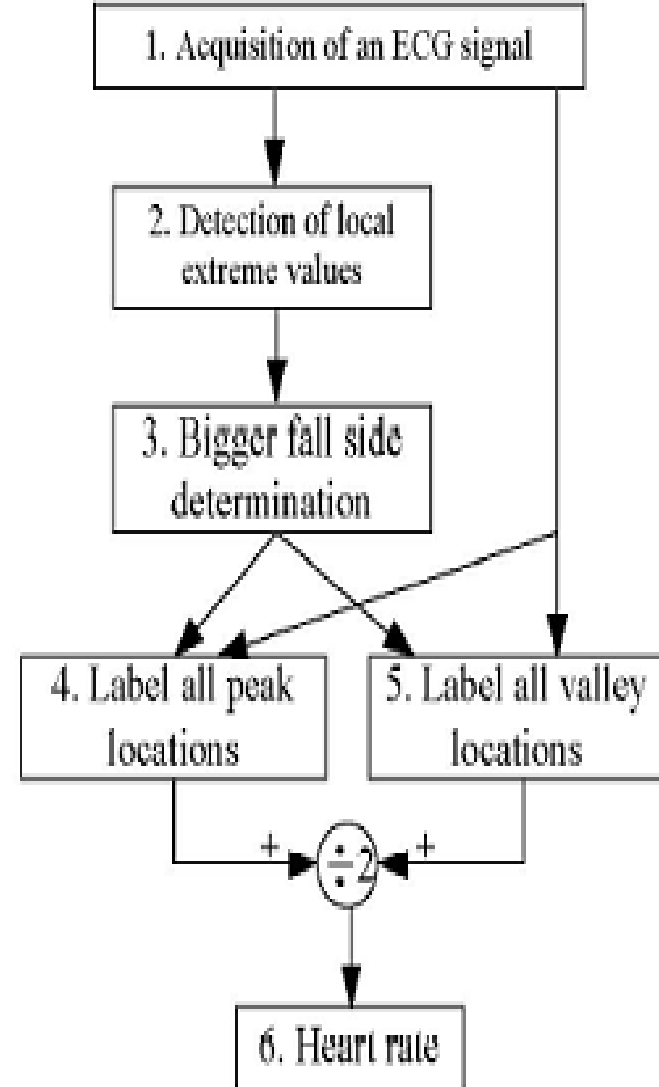 1. Acquisition of an ECG signal
2. Detection of local
extreme values
3. Bigger fall side
determination
4. Label all peak
locations
5. Label all valley
locations
+
÷2
+
6. Heart rate